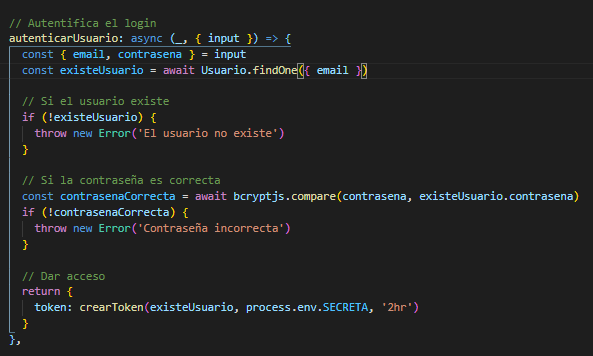 // Autentifica el login
autenticarUsuario: async (_, { input }) => {
const { email, contrasena } = input
const existeUsuario = await Usuario.findOne({ email })
// Si el usuario existe
if (!existeUsuario) {
throw new Error('El usuario no existe')
}
// Si la contraseña es correcta
const contrasenaCorrecta = await bcryptjs.compare(contrasena, existeUsuario.contrasena)
if (!contrasenaCorrecta) {
throw new Error('Contraseña incorrecta')
}
// Dar acceso
return {
token: crearToken(existeUsuario, process.env.SECRETA, '2hr')
}
},